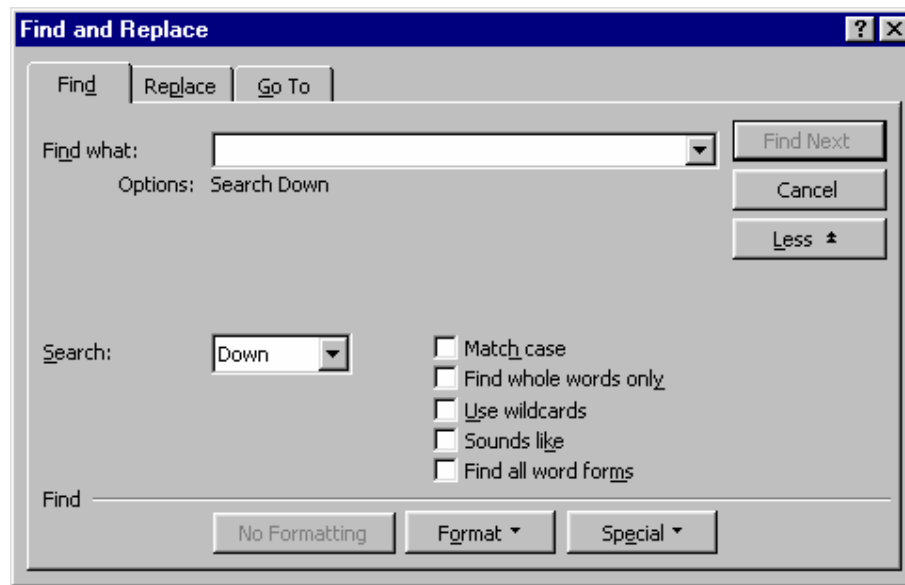 Find and Replace
Find Replace Go To
Find what: Find Next
Options: Search Down Cancel
Less
Search: Down Match case
Find whole words only
Use wildcards
Sounds like
Find all word forms
Find
No Formatting Format Special